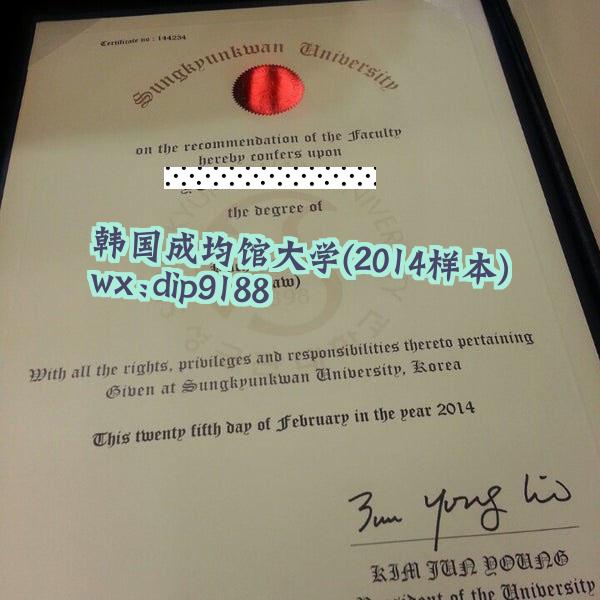 Certificate no : 144234
Sungkyunkwan University
on the recommendation of the Faculty
hereby confers upon
the degree of
韩国成均馆大学(2014样本)
wx:dip9188
With all the rights, privileges and responsibilities thereto pertaining
Given at Sungkyunkwan University, Korea
This twenty fifth day of February in the year 2014
KIM JUN YOUNG
President of the University